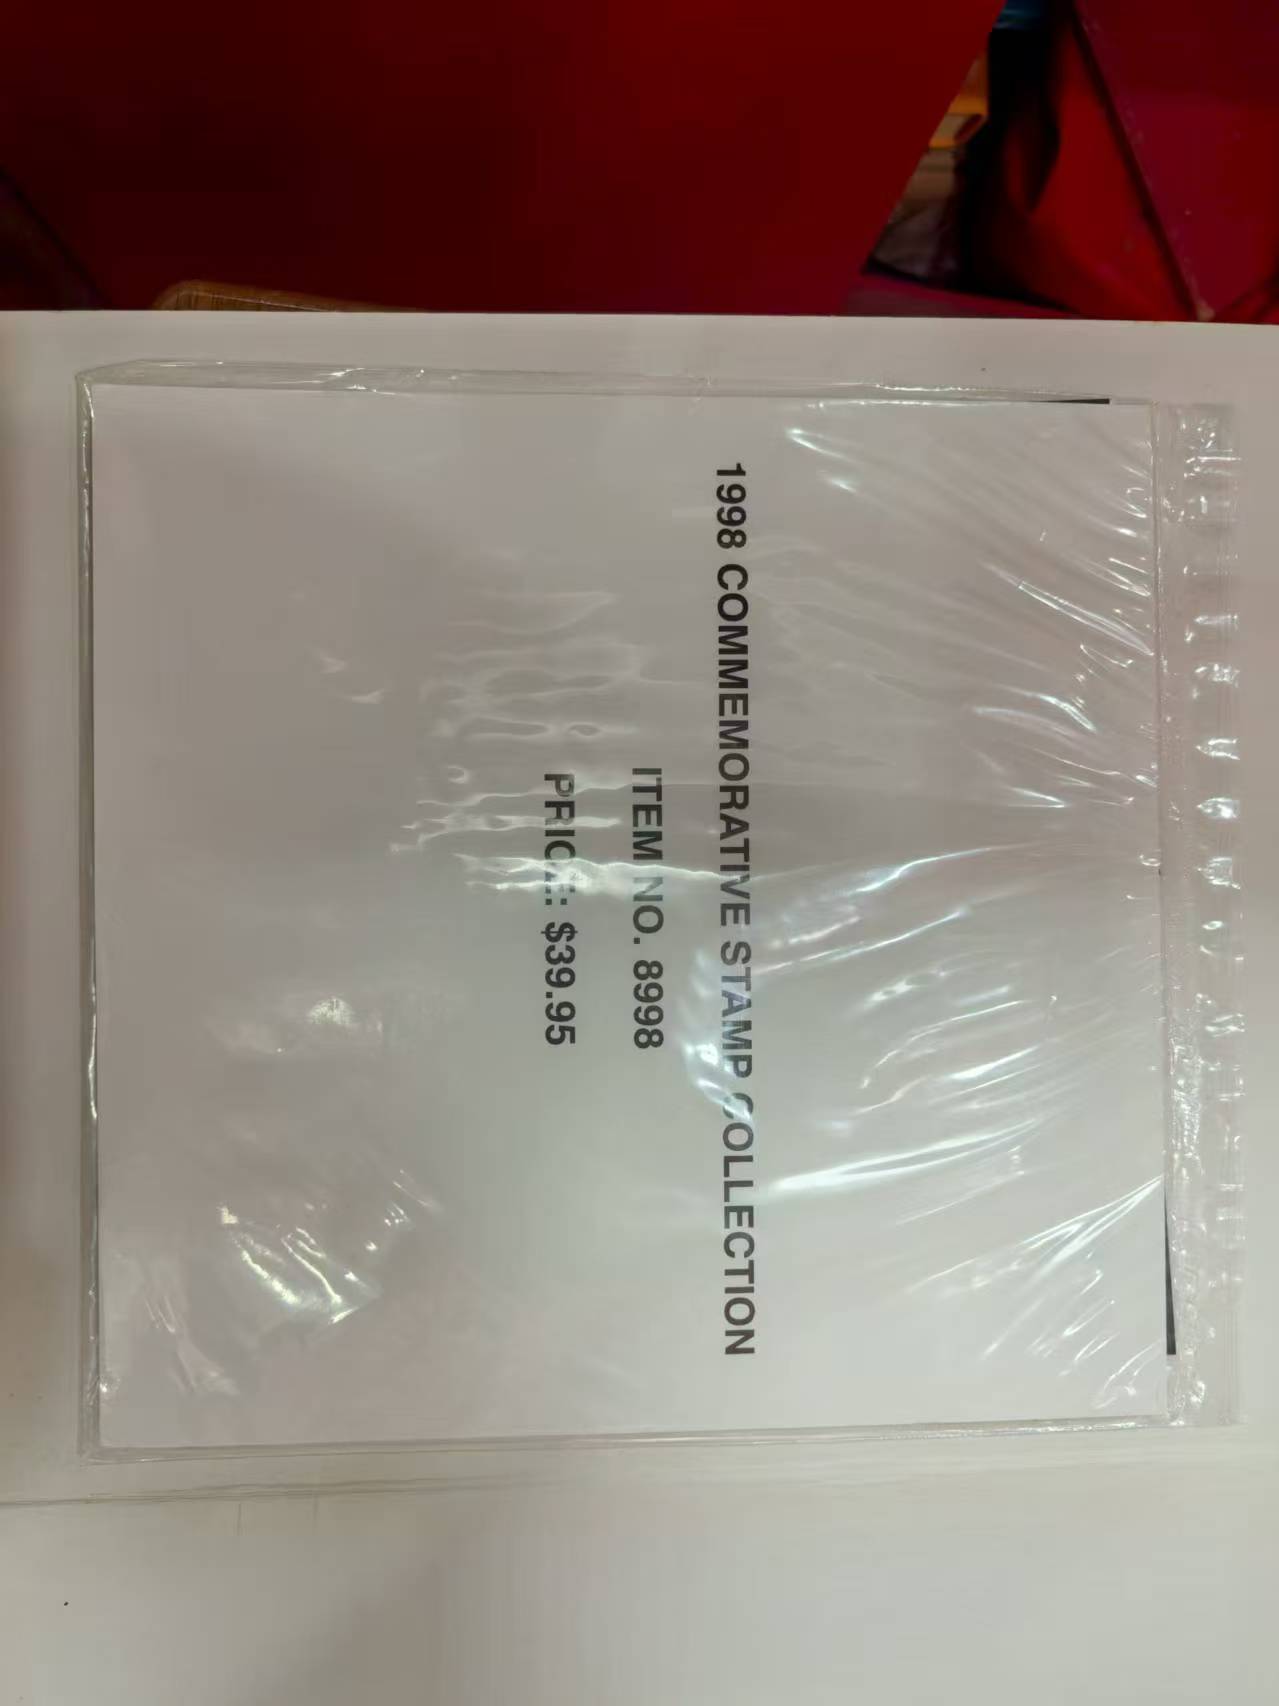 1998 COMMEMORATIVE STAMP COLLECTION
ITEM NO. 8998
PRICE: $39.95